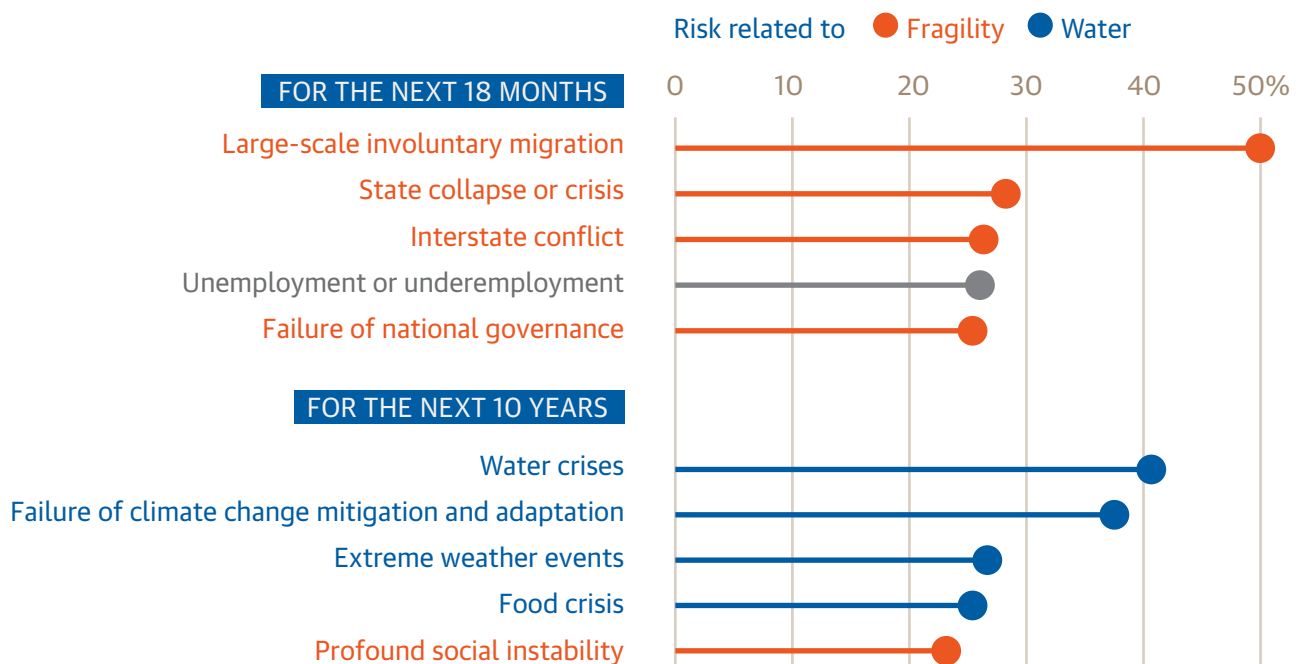 Risk related to Fragility Water
FOR THE NEXT 18 MONTHS 0 10 20 30 40 50%
Large-scale involuntary migration
State collapse or crisis
Interstate conflict
Unemployment or underemployment
Failure of national governance
FOR THE NEXT 10 YEARS
Water crises
Failure of climate change mitigation and adaptation
Extreme weather events
Food crisis
Profound social instability